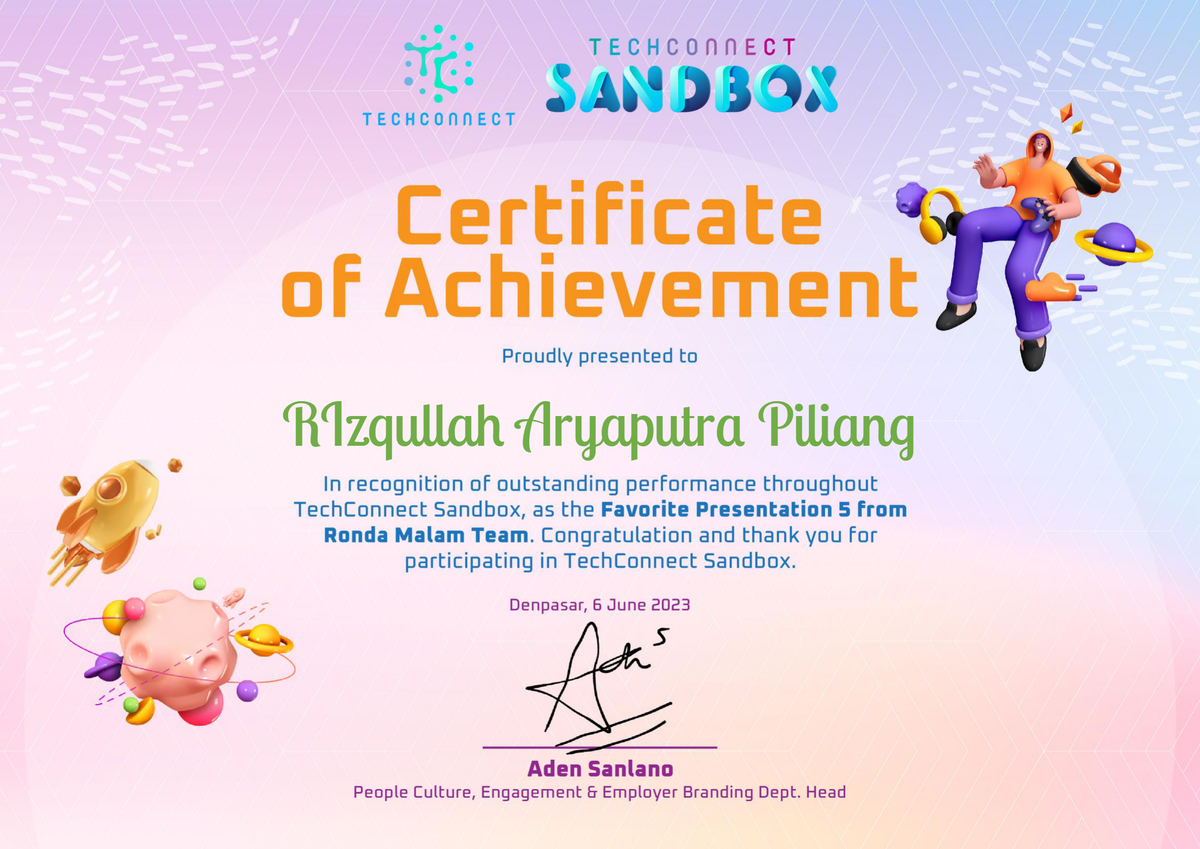 TECHCONNECT
TECHCONNECT
SANDBOX
Certificate
of Achievement
Proudly presented to
RIzqullah Aryaputra Piliang
In recognition of outstanding performance throughout
TechConnect Sandbox, as the Favorite Presentation 5 from
Ronda Malam Team. Congratulation and thank you for
participating in TechConnect Sandbox.
Denpasar, 6 June 2023
Aden Sanlano
People Culture, Engagement & Employer Branding Dept. Head